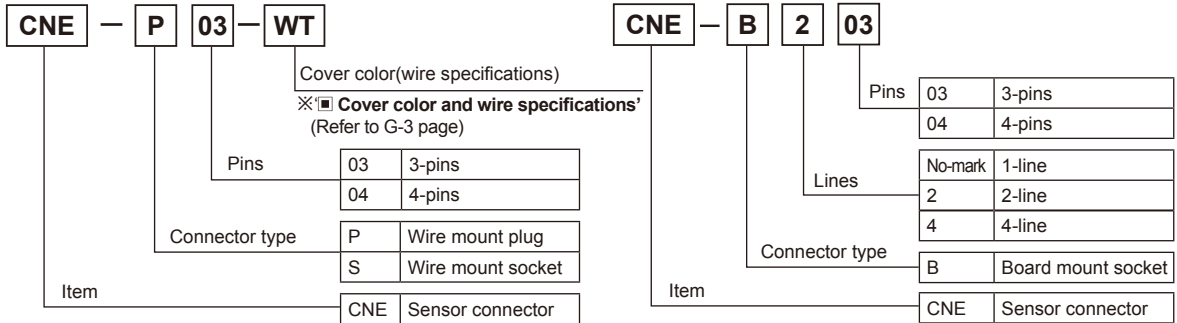 CNE — P 03 — WT
Cover color(wire specifications)
※'▣ Cover color and wire specifications'
(Refer to G-3 page)
Pins
03 3-pins
04 4-pins
Connector type
P Wire mount plug
S Wire mount socket
Item
CNE Sensor connector
CNE — B 2 03
Pins
03 3-pins
04 4-pins
Lines
No-mark 1-line
2 2-line
4 4-line
Connector type
B Board mount socket
Item
CNE Sensor connector